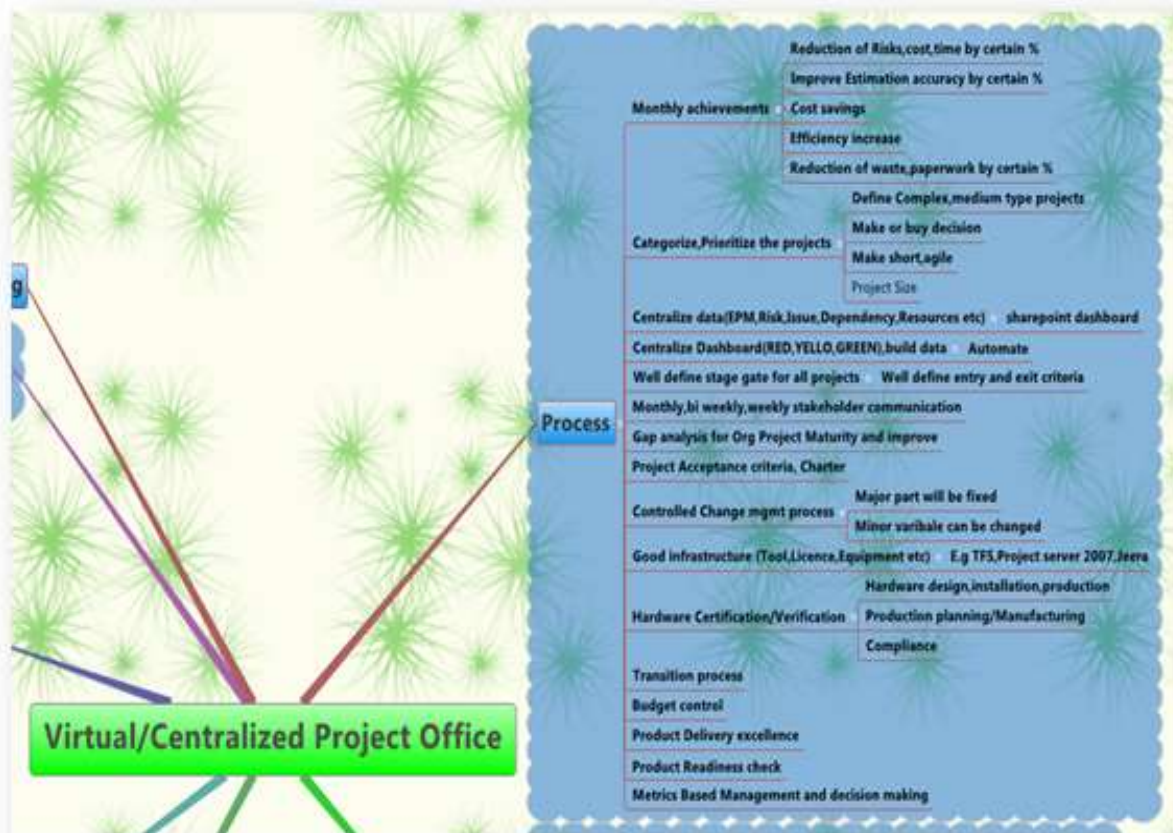 Reduction of Risks,cost,time by certain %
Improve Estimation accuracy by certain %
Monthly achievements
Cost savings
Efficiency increase
Reduction of waste,paperwork by certain %
Define Complex,medium type projects
Make or buy decision
Categorize,Prioritize the projects
Make short,agile
Project Size
Centralize data(EPM,Risk,Issue,Dependency,Resources etc) sharepoint dashboard
Centralize Dashboard(RED,YELLO,GREEN),build data Automate
Well define stage gate for all projects Well define entry and exit criteria
Monthly,bi weekly,weekly stakeholder communication
Process
Gap analysis for Org Project Maturity and improve
Project Acceptance criteria, Charter
Major part will be fixed
Controlled Change mgmt process
Minor varibale can be changed
Good infrastructure (Tool,Licence,Equipment etc) E.g TFS,Project server 2007,Jeera
Hardware design,installation,production
Hardware Certification/Verification
Production planning/Manufacturing
Compliance
Transition process
Budget control
Product Delivery excellence
Product Readiness check
Metrics Based Management and decision making
Virtual/Centralized Project Office
g